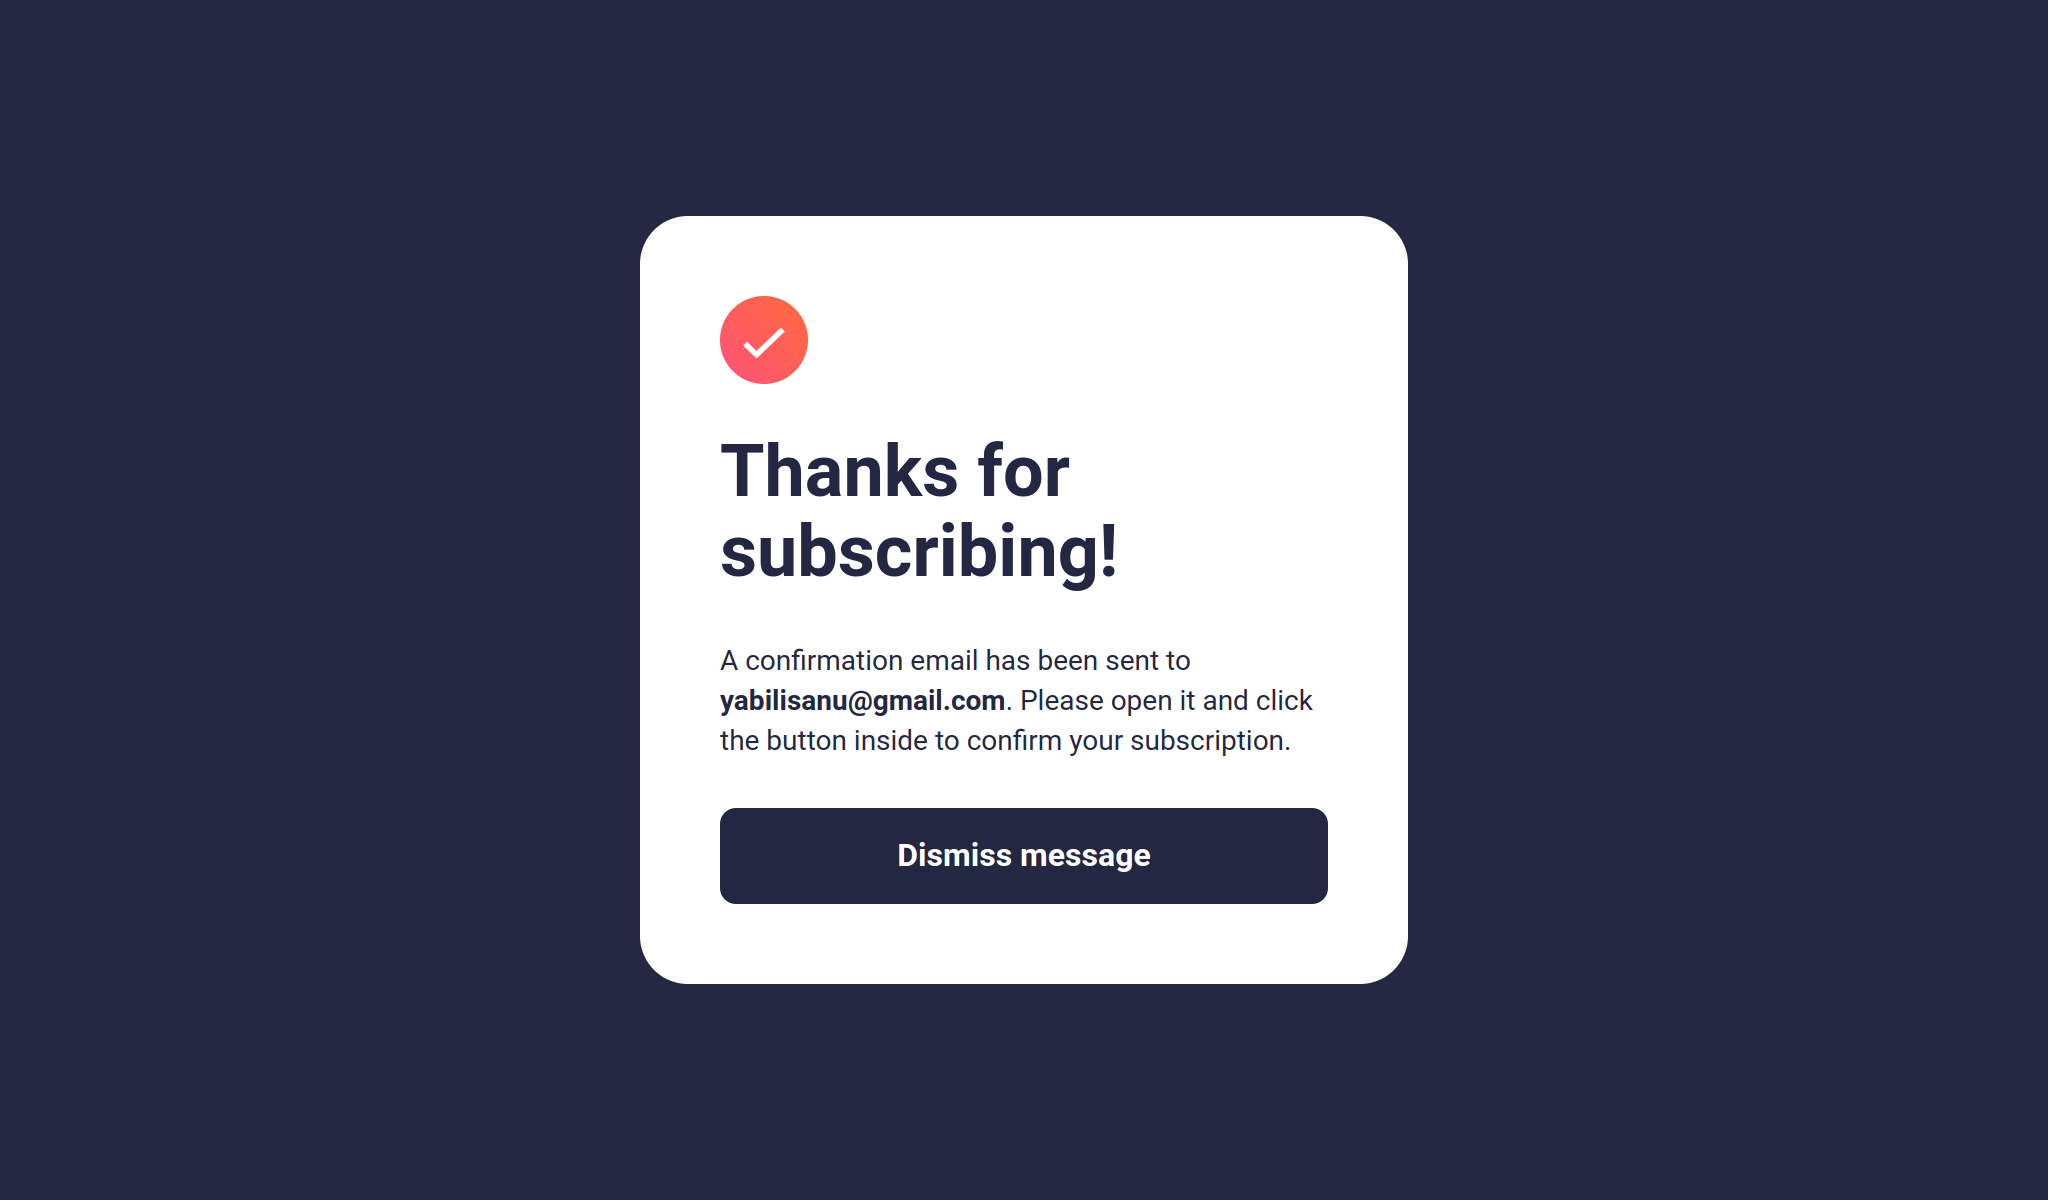 Thanks for
subscribing!
A confirmation email has been sent to
yabilisanu@gmail.com. Please open it and click
the button inside to confirm your subscription.
Dismiss message